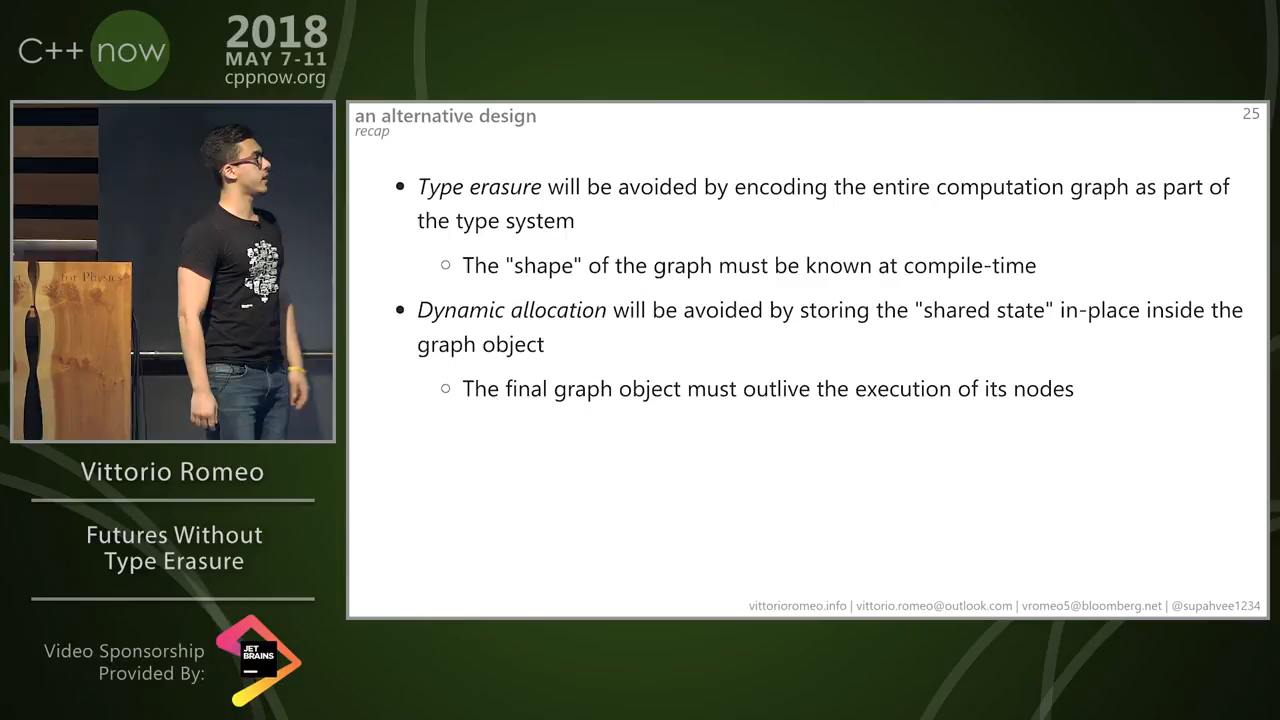 C++ now
2018
MAY 7-11
cppnow.org
for Physics
Vittorio Romeo
Futures Without
Type Erasure
Video Sponsorship
Provided By:
JET
BRAINS
an alternative design
recap
25
• Type erasure will be avoided by encoding the entire computation graph as part of
the type system
○ The "shape" of the graph must be known at compile-time
• Dynamic allocation will be avoided by storing the "shared state" in-place inside the
graph object
○ The final graph object must outlive the execution of its nodes
vittorioromeo.info | vittorio.romeo@outlook.com | vromeo5@bloomberg.net | @supahvee1234